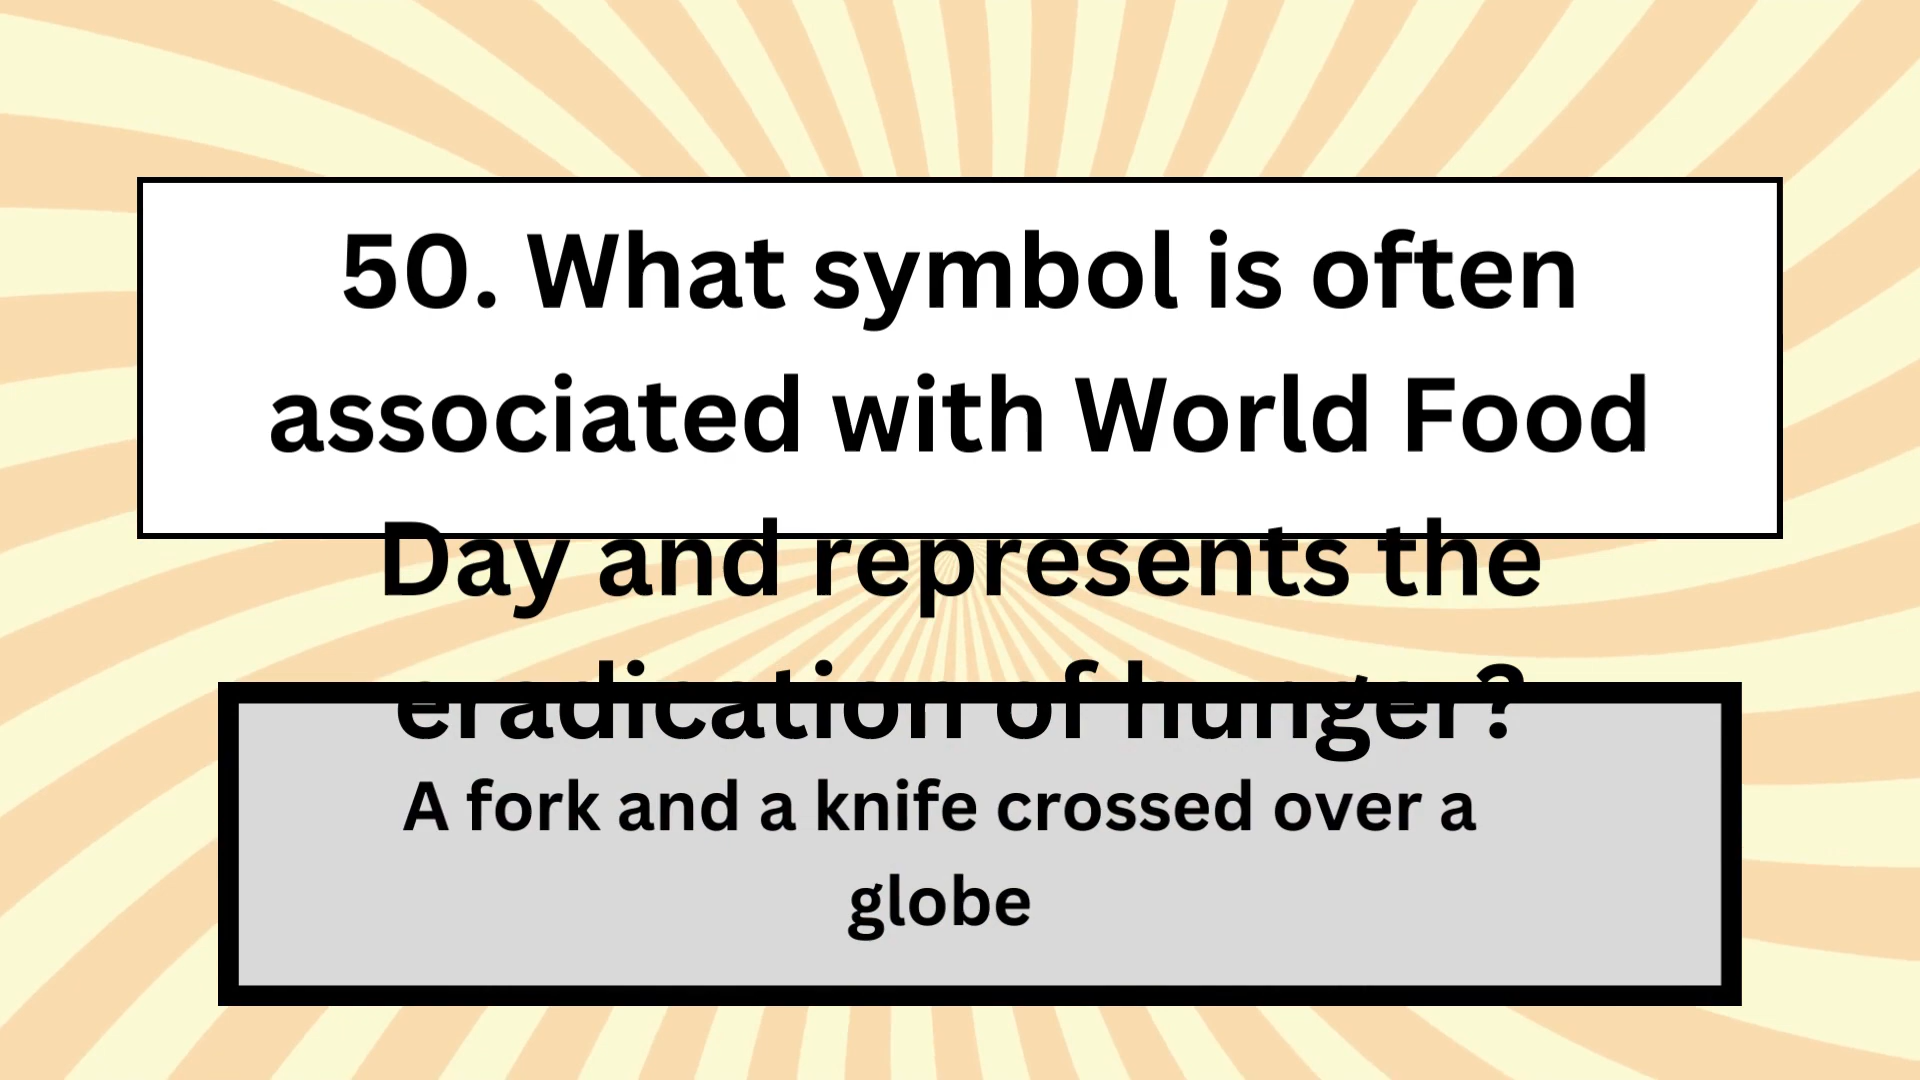 50. What symbol is often
associated with World Food
Day and represents the
eradication of hunger?
A fork and a knife crossed over a
globe